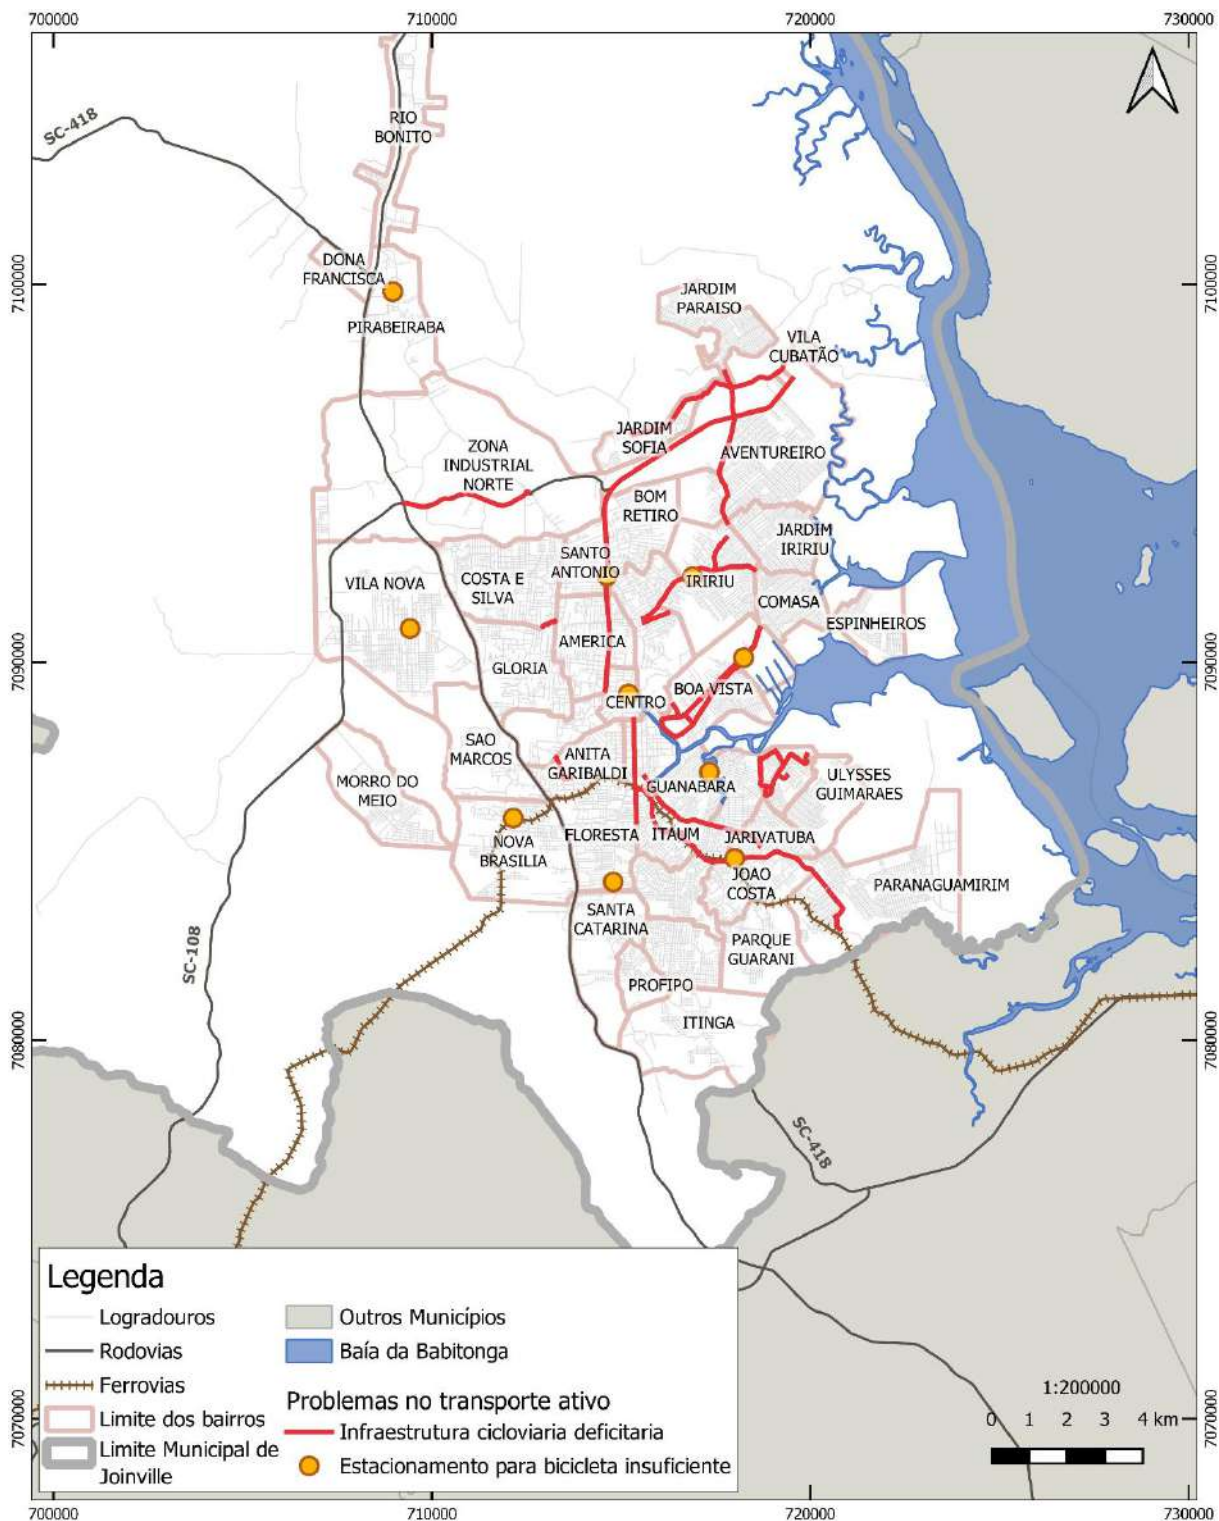 700000
710000
720000
730000
SC-418
RIO
BONITO
DONA
FRANCISCA
PIRABEIRABA
7100000
7100000
JARDIM
PARAISO
VILA
CUBATÃO
ZONA
INDUSTRIAL
NORTE
JARDIM
SOFIA
AVENTUREIRO
BOM
RETIRO
JARDIM
IRIRIU
SANTO
ANTONIO
COSTA E
SILVA
VILA NOVA
IRIRIU
COMASA
ESPINHEIROS
AMERICA
GLORIA
7090000
7090000
BOA VISTA
CENTRO
SAO
MARCOS
ANITA
GARIBALDI
MORRO DO
MEIO
GUANABARA
ULYSSES
GUIMARAES
FLORESTA
ITAUM
JARIVATUBA
NOVA
BRASILIA
JOAO
COSTA
PARANAGUAMIRIM
SANTA
CATARINA
PARQUE
GUARANI
SC-108
PROFIPO
ITINGA
7080000
7080000
SC-418
Legenda
Logradouros
Rodovias
Ferrovias
Limite dos bairros
Limite Municipal de
Joinville
Outros Municípios
Baía da Babitonga
Problemas no transporte ativo
Infraestrutura cicloviaria deficitaria
Estacionamento para bicicleta insuficiente
1:200000
0 1 2 3 4 km
7070000
7070000
700000
710000
720000
730000